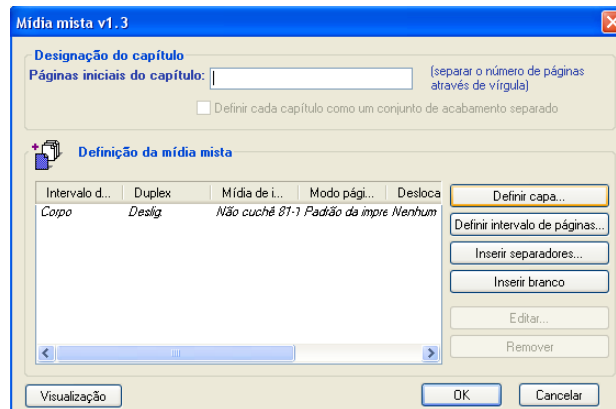 Mídia mista v1.3
Designação do capítulo
Páginas iniciais do capítulo:
(separar o número de páginas
através de vírgula)
Definir cada capítulo como um conjunto de acabamento separado
Definição da mídia mista
Intervalo d... Duplex Mídia de i... Modo pági... Desloca
Corpo Deslig. Não cuchê 81-1 Padrão da impre Nenhum
Definir capa...
Definir intervalo de páginas...
Inserir separadores...
Inserir branco
Editar...
Remover
Visualização OK Cancelar